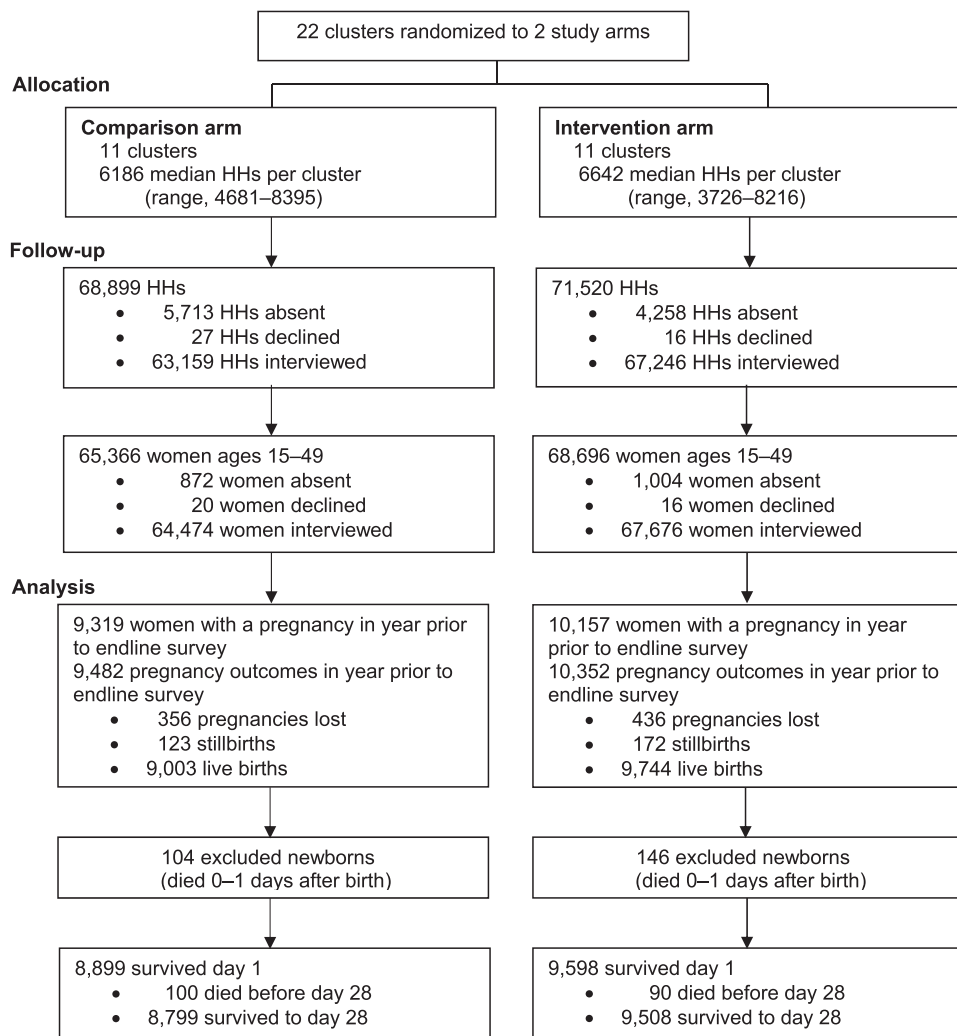 22 clusters randomized to 2 study arms
Allocation
Comparison arm
11 clusters
6186 median HHs per cluster
(range, 4681–8395)
Intervention arm
11 clusters
6642 median HHs per cluster
(range, 3726–8216)
Follow-up
68,899 HHs
• 5,713 HHs absent
• 27 HHs declined
• 63,159 HHs interviewed
71,520 HHs
• 4,258 HHs absent
• 16 HHs declined
• 67,246 HHs interviewed
65,366 women ages 15–49
• 872 women absent
• 20 women declined
• 64,474 women interviewed
68,696 women ages 15–49
• 1,004 women absent
• 16 women declined
• 67,676 women interviewed
Analysis
9,319 women with a pregnancy in year prior
to endline survey
9,482 pregnancy outcomes in year prior to
endline survey
• 356 pregnancies lost
• 123 stillbirths
• 9,003 live births
10,157 women with a pregnancy in year
prior to endline survey
10,352 pregnancy outcomes in year prior to
endline survey
• 436 pregnancies lost
• 172 stillbirths
• 9,744 live births
104 excluded newborns
(died 0–1 days after birth)
146 excluded newborns
(died 0–1 days after birth)
8,899 survived day 1
• 100 died before day 28
• 8,799 survived to day 28
9,598 survived day 1
• 90 died before day 28
• 9,508 survived to day 28